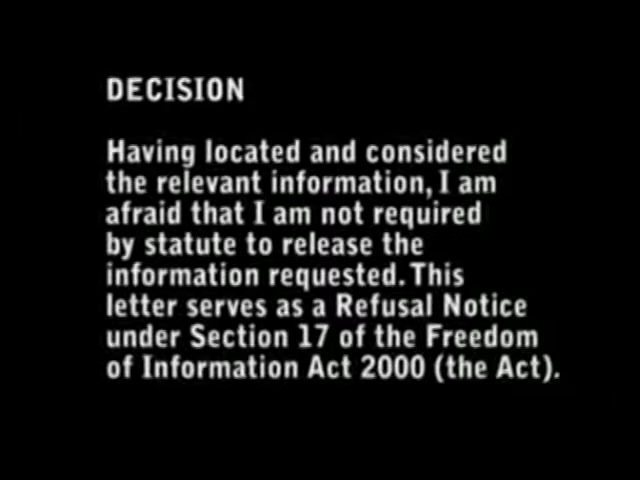 DECISION
Having located and considered
the relevant information, I am
afraid that I am not required
by statute to release the
information requested. This
letter serves as a Refusal Notice
under Section 17 of the Freedom
of Information Act 2000 (the Act).